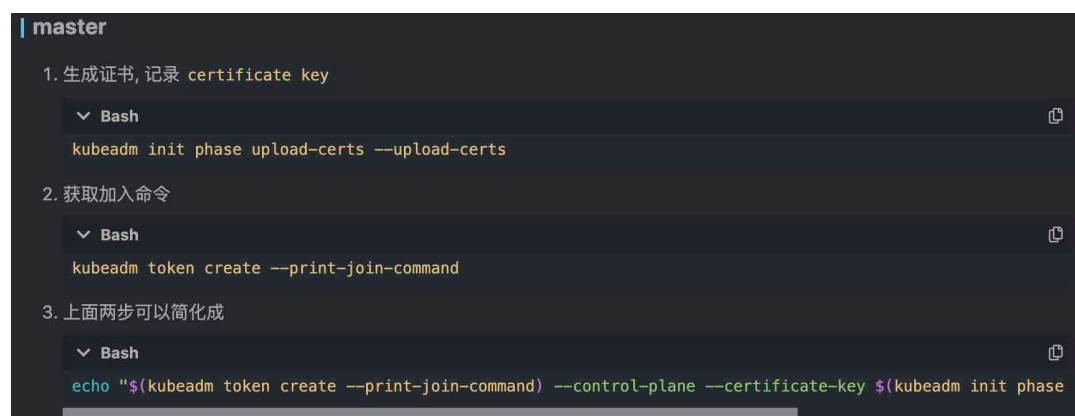 master
1. 生成证书, 记录 certificate key
Bash
kubeadm init phase upload-certs --upload-certs
2. 获取加入命令
Bash
kubeadm token create --print-join-command
3. 上面两步可以简化成
Bash
echo "$(kubeadm token create --print-join-command) --control-plane --certificate-key $(kubeadm init phase